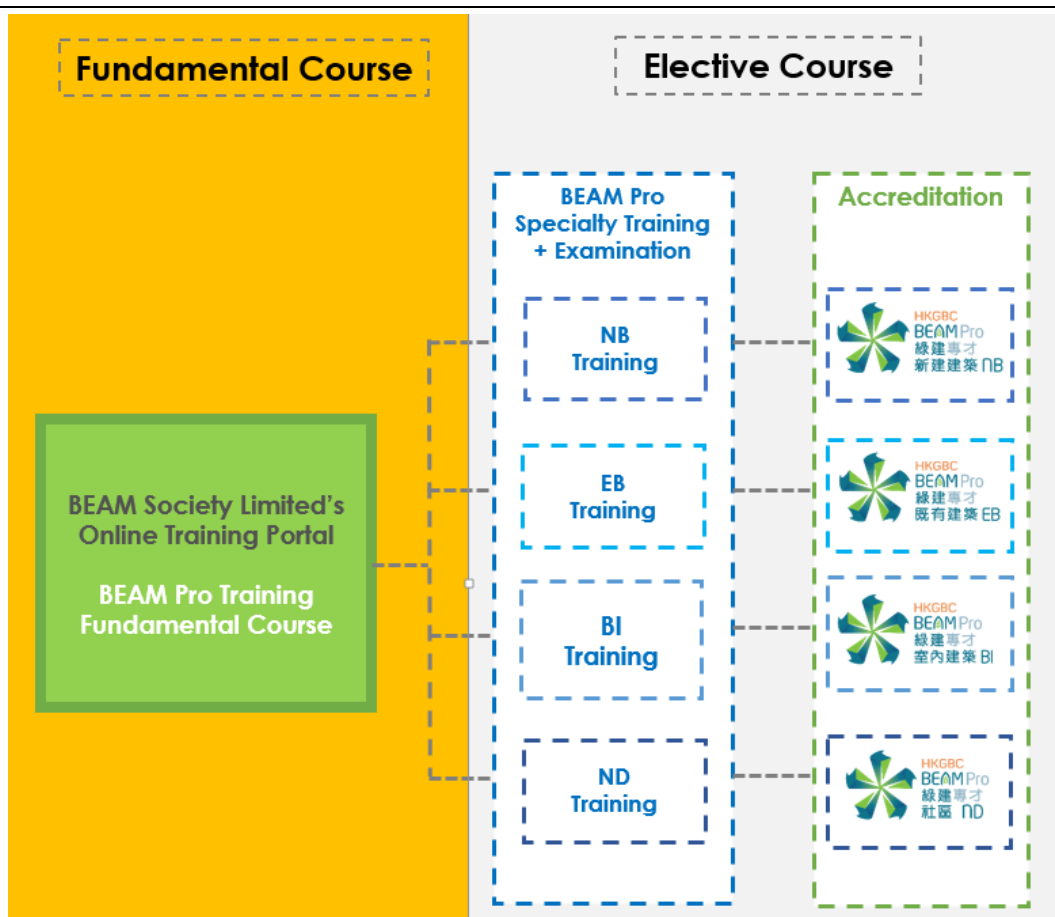 Fundamental Course
Elective Course
BEAM Society Limited's
Online Training Portal
BEAM Pro Training
Fundamental Course
BEAM Pro
Specialty Training
+ Examination
NB
Training
EB
Training
BI
Training
ND
Training
Accreditation
HKGBC
BEAM Pro
綠建專才
新建建築 NB
HKGBC
BEAM Pro
綠建專才
既有建築 EB
HKGBC
BEAM Pro
綠建專才
室內建築 BI
HKGBC
BEAM Pro
綠建專才
社區 ND